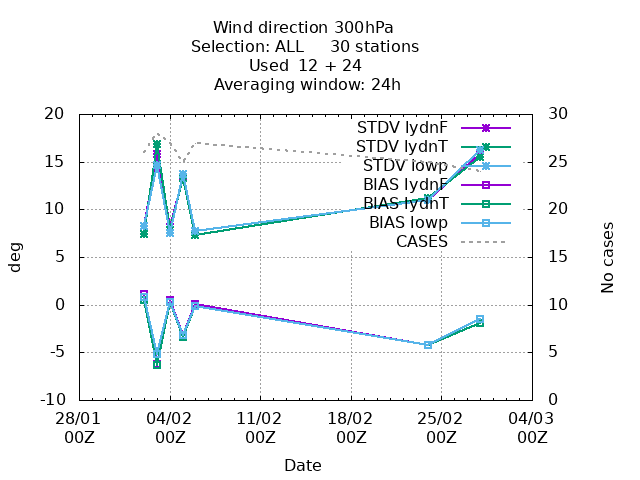 Wind direction 300hPa
Selection: ALL 30 stations
Used 12 + 24
Averaging window: 24h
20
15
10
5
0
-5
-10
deg
30
25
20
15
10
5
0
No cases
STDV lydnF
STDV lydnT
STDV lowp
BIAS lydnF
BIAS lydnT
BIAS lowp
CASES
28/01 04/02 11/02 18/02 25/02 04/03
00Z 00Z 00Z 00Z 00Z 00Z
Date